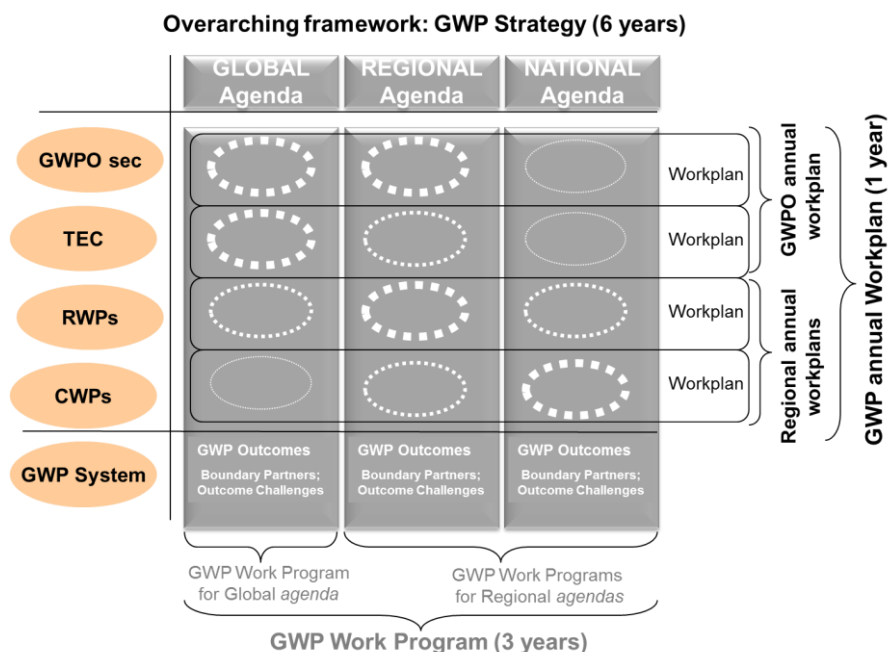 Overarching framework: GWP Strategy (6 years)
GLOBAL
Agenda
REGIONAL
Agenda
NATIONAL
Agenda
GWPO sec
Workplan
TEC
Workplan
RWPs
Workplan
CWPs
Workplan
GWPO annual
workplan
Regional annual
workplans
GWP annual Workplan (1 year)
GWP System
GWP Outcomes
Boundary Partners;
Outcome Challenges
GWP Outcomes
Boundary Partners;
Outcome Challenges
GWP Outcomes
Boundary Partners;
Outcome Challenges
GWP Work Program
for Global agenda
GWP Work Programs
for Regional agendas
GWP Work Program (3 years)